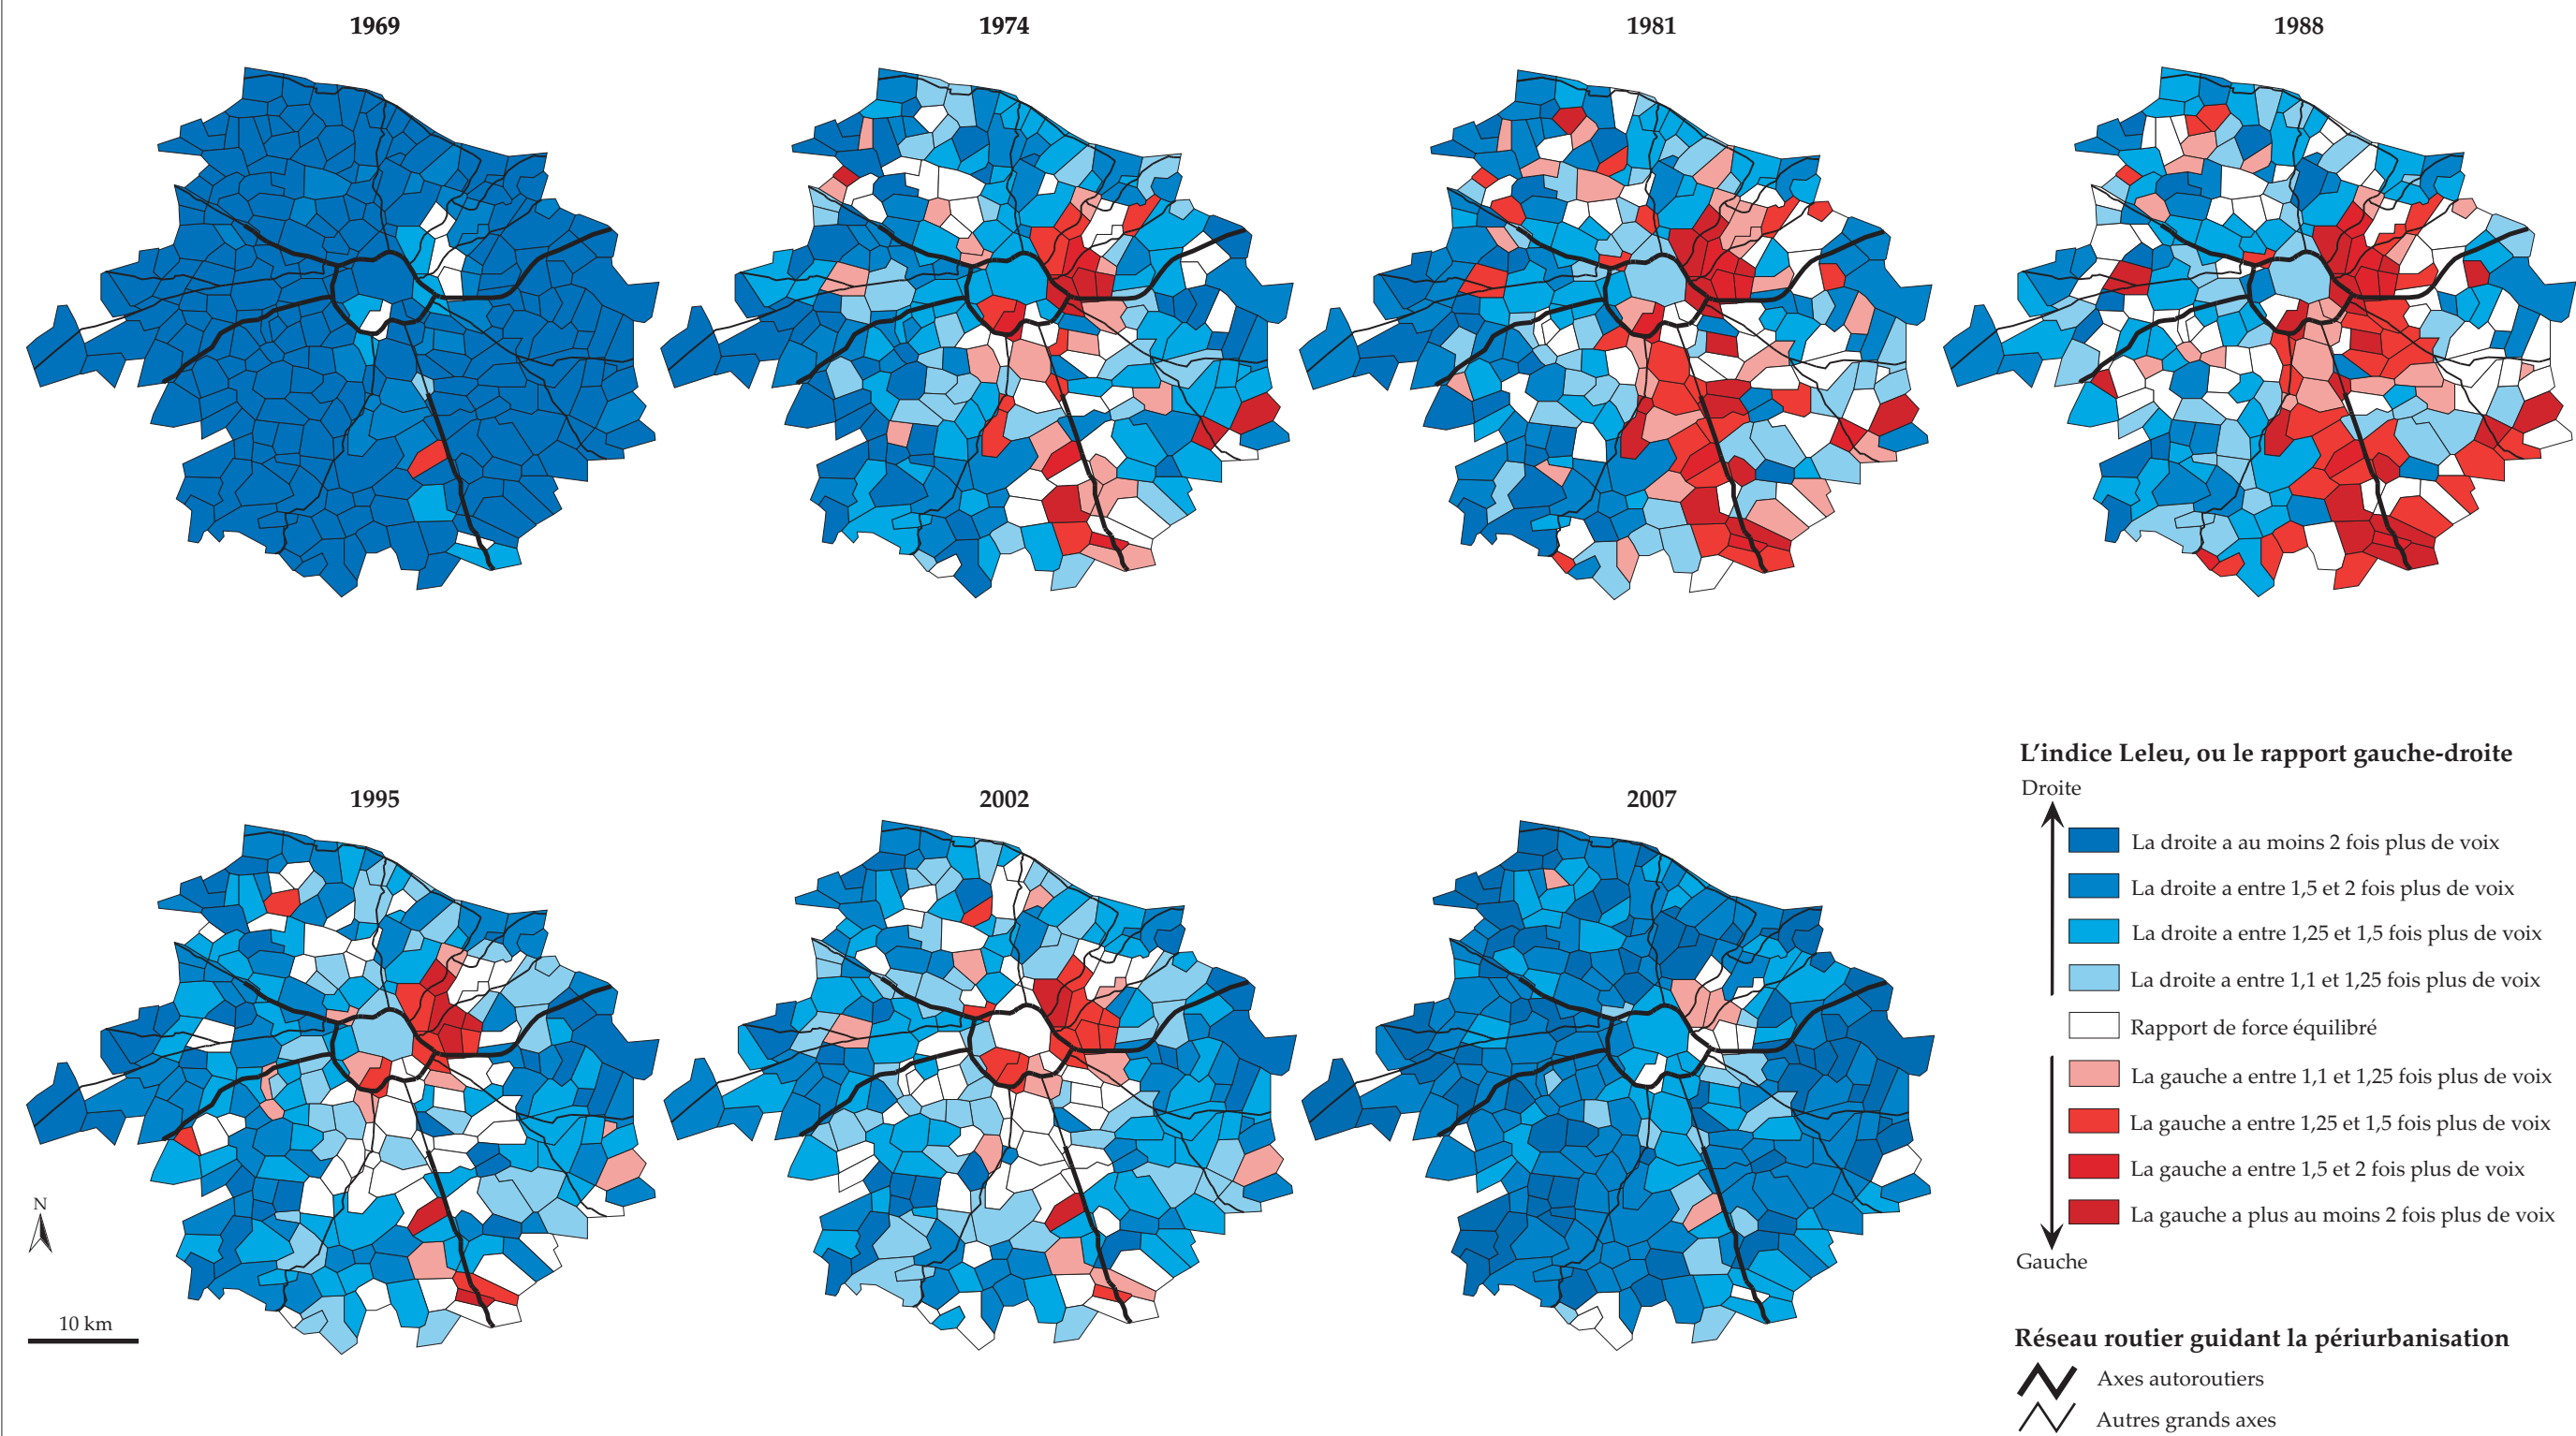 1969
1974
1981
1988
1995
2002
2007
L’indice Leleu, ou le rapport gauche-droite
Droite
La droite a au moins 2 fois plus de voix
La droite a entre 1,5 et 2 fois plus de voix
La droite a entre 1,25 et 1,5 fois plus de voix
La droite a entre 1,1 et 1,25 fois plus de voix
Rapport de force équilibré
La gauche a entre 1,1 et 1,25 fois plus de voix
La gauche a entre 1,25 et 1,5 fois plus de voix
La gauche a entre 1,5 et 2 fois plus de voix
La gauche a plus au moins 2 fois plus de voix
Gauche
N
10 km
Réseau routier guidant la périurbanisation
Axes autoroutiers
Autres grands axes